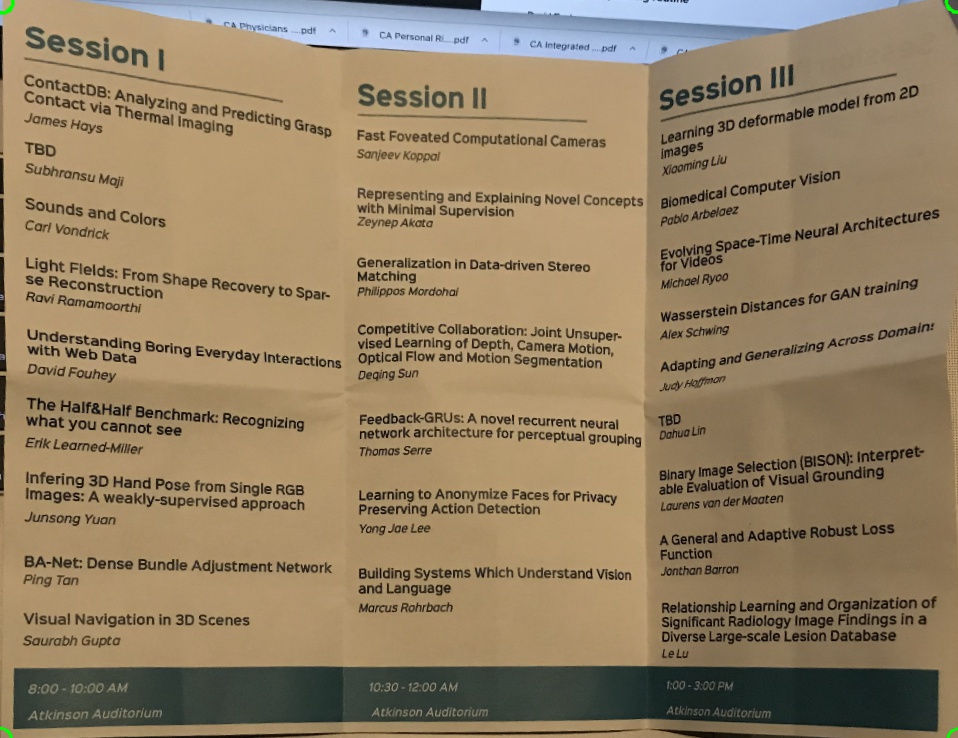 CA Physicians ....pdf
CA Personal Ri....pdf
CA Integrated ....pdf
Session I
ContactDB: Analyzing and Predicting Grasp
Contact via Thermal Imaging
James Hays
TBD
Subhransu Maji
Sounds and Colors
Carl Vondrick
Light Fields: From Shape Recovery to Spar-
se Reconstruction
Ravi Ramamoorthi
Understanding Boring Everyday Interactions
with Web Data
David Fouhey
The Half&Half Benchmark: Recognizing
what you cannot see
Erik Learned-Miller
Infering 3D Hand Pose from Single RGB
Images: A weakly-supervised approach
Junsong Yuan
BA-Net: Dense Bundle Adjustment Network
Ping Tan
Visual Navigation in 3D Scenes
Saurabh Gupta
8:00 - 10:00 AM
Atkinson Auditorium
Session II
Fast Foveated Computational Cameras
Sanjeev Koppal
Representing and Explaining Novel Concepts
with Minimal Supervision
Zeynep Akata
Generalization in Data-driven Stereo
Matching
Philippos Mordohai
Competitive Collaboration: Joint Unsuper-
vised Learning of Depth, Camera Motion,
Optical Flow and Motion Segmentation
Deqing Sun
Feedback-GRUs: A novel recurrent neural
network architecture for perceptual grouping
Thomas Serre
Learning to Anonymize Faces for Privacy
Preserving Action Detection
Yong Jae Lee
Building Systems Which Understand Vision
and Language
Marcus Rohrbach
10:30 - 12:00 AM
Atkinson Auditorium
Session III
Learning 3D deformable model from 2D
images
Xiaoming Liu
Biomedical Computer Vision
Pablo Arbelaez
Evolving Space-Time Neural Architectures
for Videos
Michael Ryoo
Wasserstein Distances for GAN training
Alex Schwing
Adapting and Generalizing Across Domains
Judy Hoffman
TBD
Dahua Lin
Binary Image Selection (BISON): Interpret-
able Evaluation of Visual Grounding
Laurens van der Maaten
A General and Adaptive Robust Loss
Function
Jonthan Barron
Relationship Learning and Organization of
Significant Radiology Image Findings in a
Diverse Large-scale Lesion Database
Le Lu
1:00 - 3:00 PM
Atkinson Auditorium